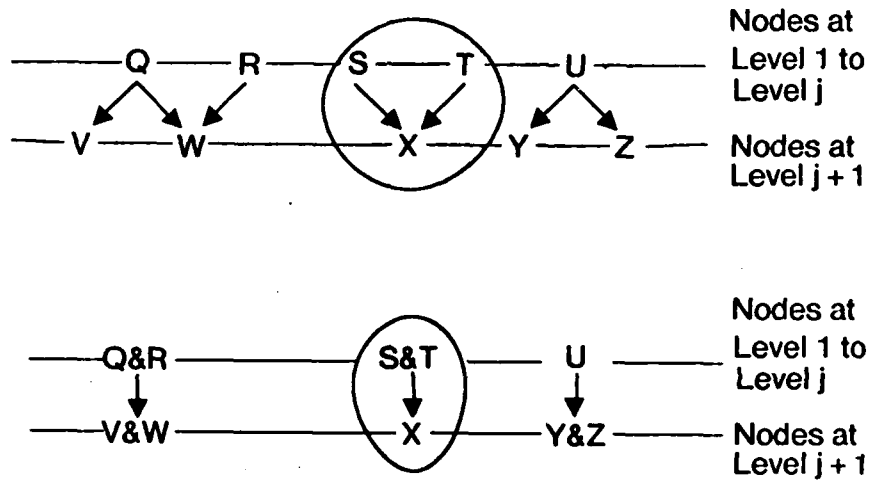 Nodes at
Q R S T U Level 1 to
Level j
V W X Y Z Nodes at
Level j + 1
Nodes at
Q&R S&T U Level 1 to
Level j
V&W X Y&Z Nodes at
Level j + 1